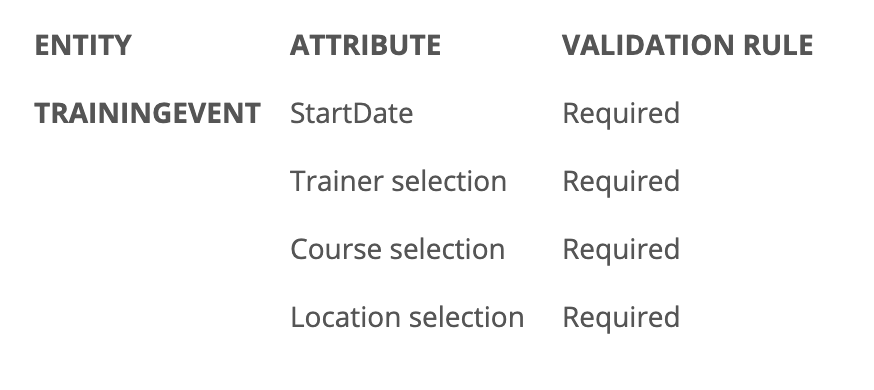 ENTITY ATTRIBUTE VALIDATION RULE
TRAININGEVENT StartDate Required
Trainer selection Required
Course selection Required
Location selection Required